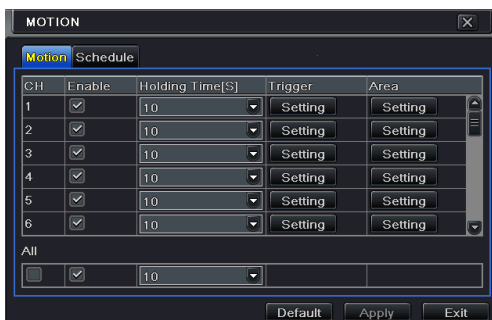 MOTION
Motion Schedule
CH Enable Holding Time[S] Trigger Area
1 10 Setting Setting
2 10 Setting Setting
3 10 Setting Setting
4 10 Setting Setting
5 10 Setting Setting
6 10 Setting Setting
All
10
Default Apply Exit